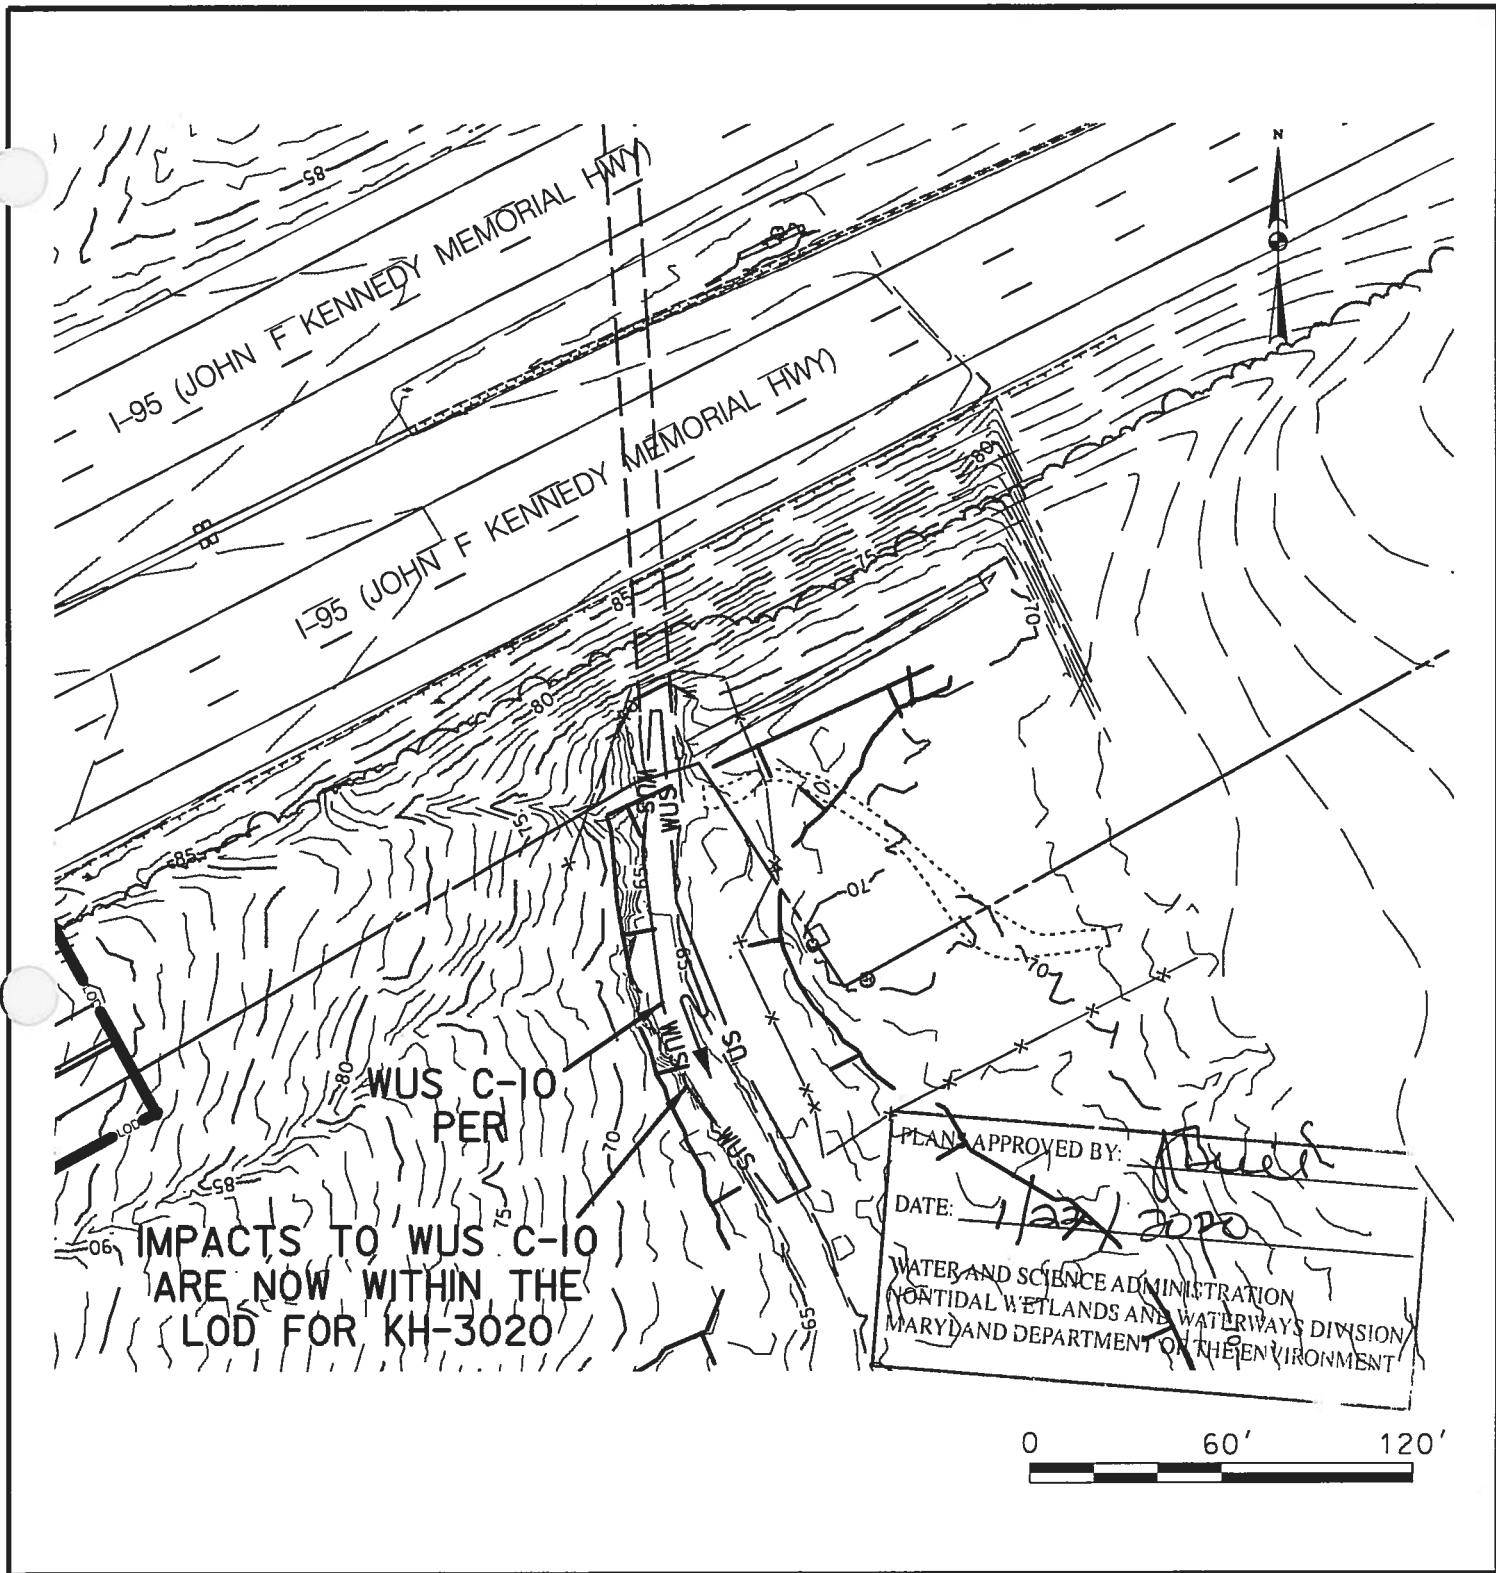 N
85
I-95 (JOHN F KENNEDY MEMORIAL HWY)
I-95 (JOHN F KENNEDY MEMORIAL HWY)
80
75
85
70
80
WUS
WUS
70
75
85
65
70
65
70
LOD
WUS
US
80
WUS C-10
PER
LOD
70
WUS
85
75
90
IMPACTS TO WUS C-10
ARE NOW WITHIN THE
LOD FOR KH-3020
65
PLANS APPROVED BY:
DATE: 1/22/2020
WATER AND SCIENCE ADMINISTRATION
NONTIDAL WETLANDS AND WATERWAYS DIVISION
MARYLAND DEPARTMENT OF THE ENVIRONMENT
0 60' 120'